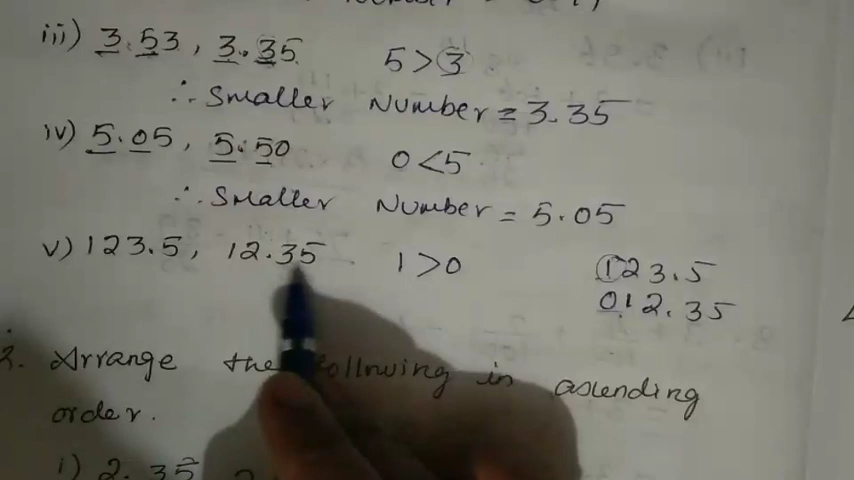 iii) 3.53, 3.35 5 > 3
∴ Smaller Number = 3.35
iv) 5.05, 5.50 0 < 5
∴ Smaller Number = 5.05
v) 123.5, 12.35 1 > 0 123.5
012.35
2. Arrange the following in ascending
order.
i) 2.35,